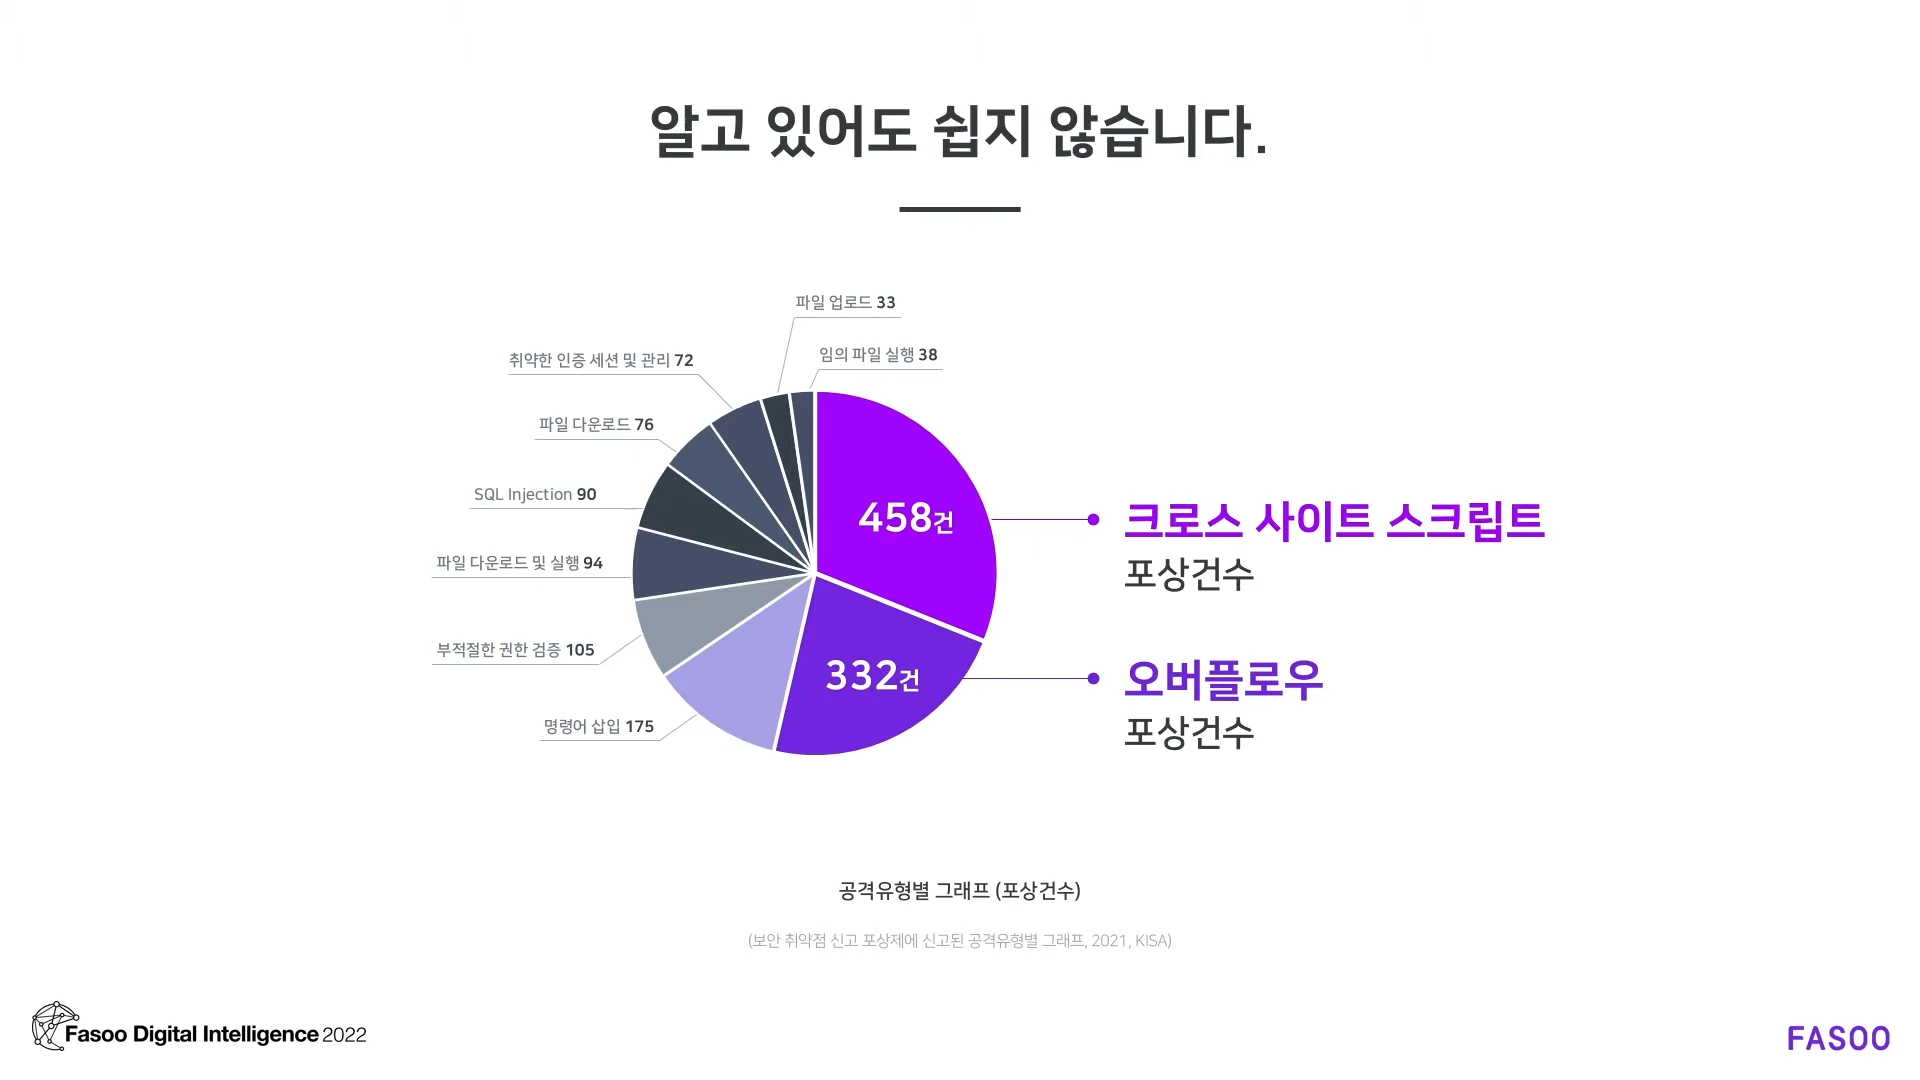 알고 있어도 쉽지 않습니다.
파일 업로드 33
임의 파일 실행 38
취약한 인증 세션 및 관리 72
파일 다운로드 76
SQL Injection 90
파일 다운로드 및 실행 94
부적절한 권한 검증 105
명령어 삽입 175
458건
크로스 사이트 스크립트
포상건수
332건
오버플로우
포상건수
공격유형별 그래프 (포상건수)
(보안 취약점 신고 포상제에 신고된 공격유형별 그래프, 2021, KISA)
Fasoo Digital Intelligence 2022
FASOO